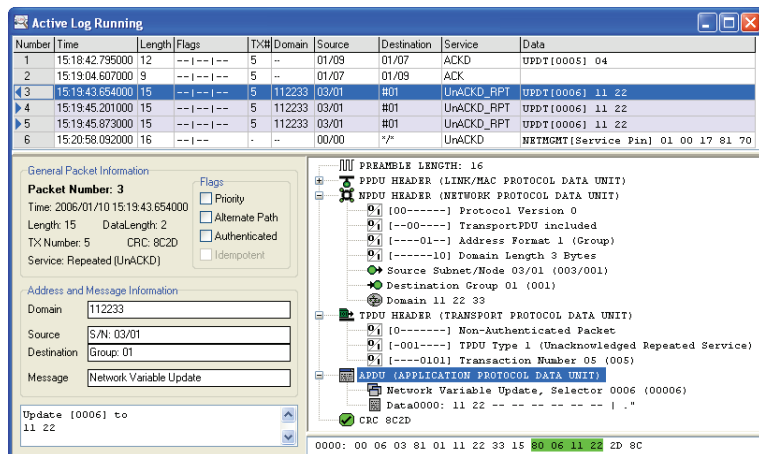 Active Log Running
Number Time Length Flags TX# Domain Source Destination Service Data
1 15:18:42.795000 12 --|--|-- 5 -- 01/09 01/07 ACKD UPDT[0005] 04
2 15:19:04.607000 9 --|--|-- 5 -- 01/07 01/09 ACK
3 15:19:43.654000 15 --|--|-- 5 112233 03/01 #01 UnACKD_RPT UPDT[0006] 11 22
4 15:19:45.201000 15 --|--|-- 5 112233 03/01 #01 UnACKD_RPT UPDT[0006] 11 22
5 15:19:45.873000 15 --|--|-- 5 112233 03/01 #01 UnACKD_RPT UPDT[0006] 11 22
6 15:20:58.092000 16 --|-- - -- 00/00 */* UnACKD NETMGMT[Service Pin] 01 00 17 81 70
General Packet Information
Packet Number: 3
Time: 2006/01/10 15:19:43.654000
Length: 15 DataLength: 2
TX Number: 5 CRC: 8C2D
Service: Repeated (UnACKD)
Flags
Priority
Alternate Path
Authenticated
Idempotent
Address and Message Information
Domain 112233
Source S/N: 03/01
Destination Group: 01
Message Network Variable Update
Update [0006] to
11 22
PREAMBLE LENGTH: 16
PPDU HEADER (LINK/MAC PROTOCOL DATA UNIT)
NPDU HEADER (NETWORK PROTOCOL DATA UNIT)
[00------] Protocol Version 0
[--00----] TransportPDU included
[----01--] Address Format 1 (Group)
[------10] Domain Length 3 Bytes
Source Subnet/Node 03/01 (003/001)
Destination Group 01 (001)
Domain 11 22 33
TPDU HEADER (TRANSPORT PROTOCOL DATA UNIT)
[0-------] Non-Authenticated Packet
[-001----] TPDU Type 1 (Unacknowledged Repeated Service)
[----0101] Transaction Number 05 (005)
APDU (APPLICATION PROTOCOL DATA UNIT)
Network Variable Update, Selector 0006 (00006)
Data0000: 11 22 -- -- -- -- -- -- | ."
CRC 8C2D
0000: 00 06 03 81 01 11 22 33 15 80 06 11 22 2D 8C